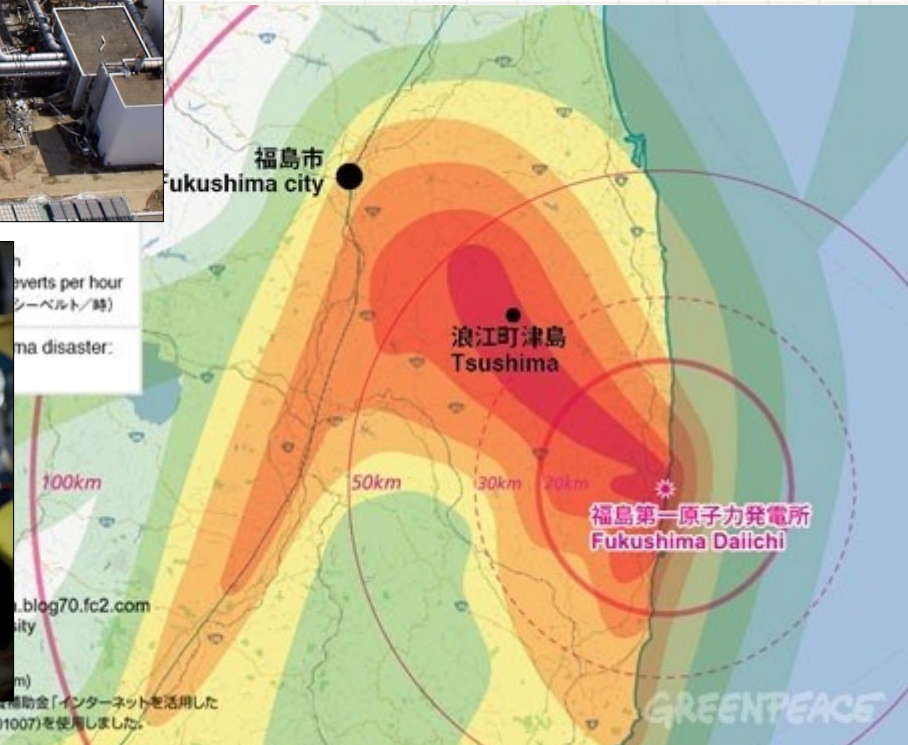 福島市
Fukushima city
everts per hour
シーベルト／時）
ma disaster:
浪江町津島
Tsushima
100km
50km
30km
20km
福島第一原子力発電所
Fukushima Daiichi
.blog70.fc2.com
sity
m)
補助金「インターネットを活用した
01007)を使用しました。
GREENPEACE